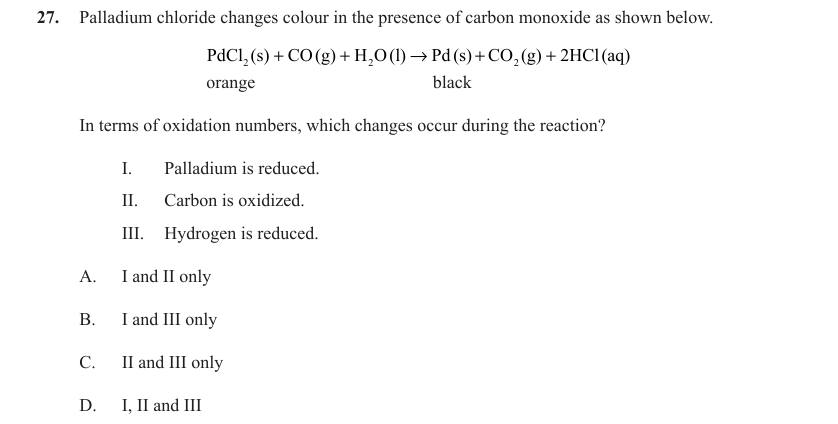 27. Palladium chloride changes colour in the presence of carbon monoxide as shown below.
PdCl₂(s) + CO(g) + H₂O(l) → Pd(s) + CO₂(g) + 2HCl(aq)
orange black
In terms of oxidation numbers, which changes occur during the reaction?
I. Palladium is reduced.
II. Carbon is oxidized.
III. Hydrogen is reduced.
A. I and II only
B. I and III only
C. II and III only
D. I, II and III